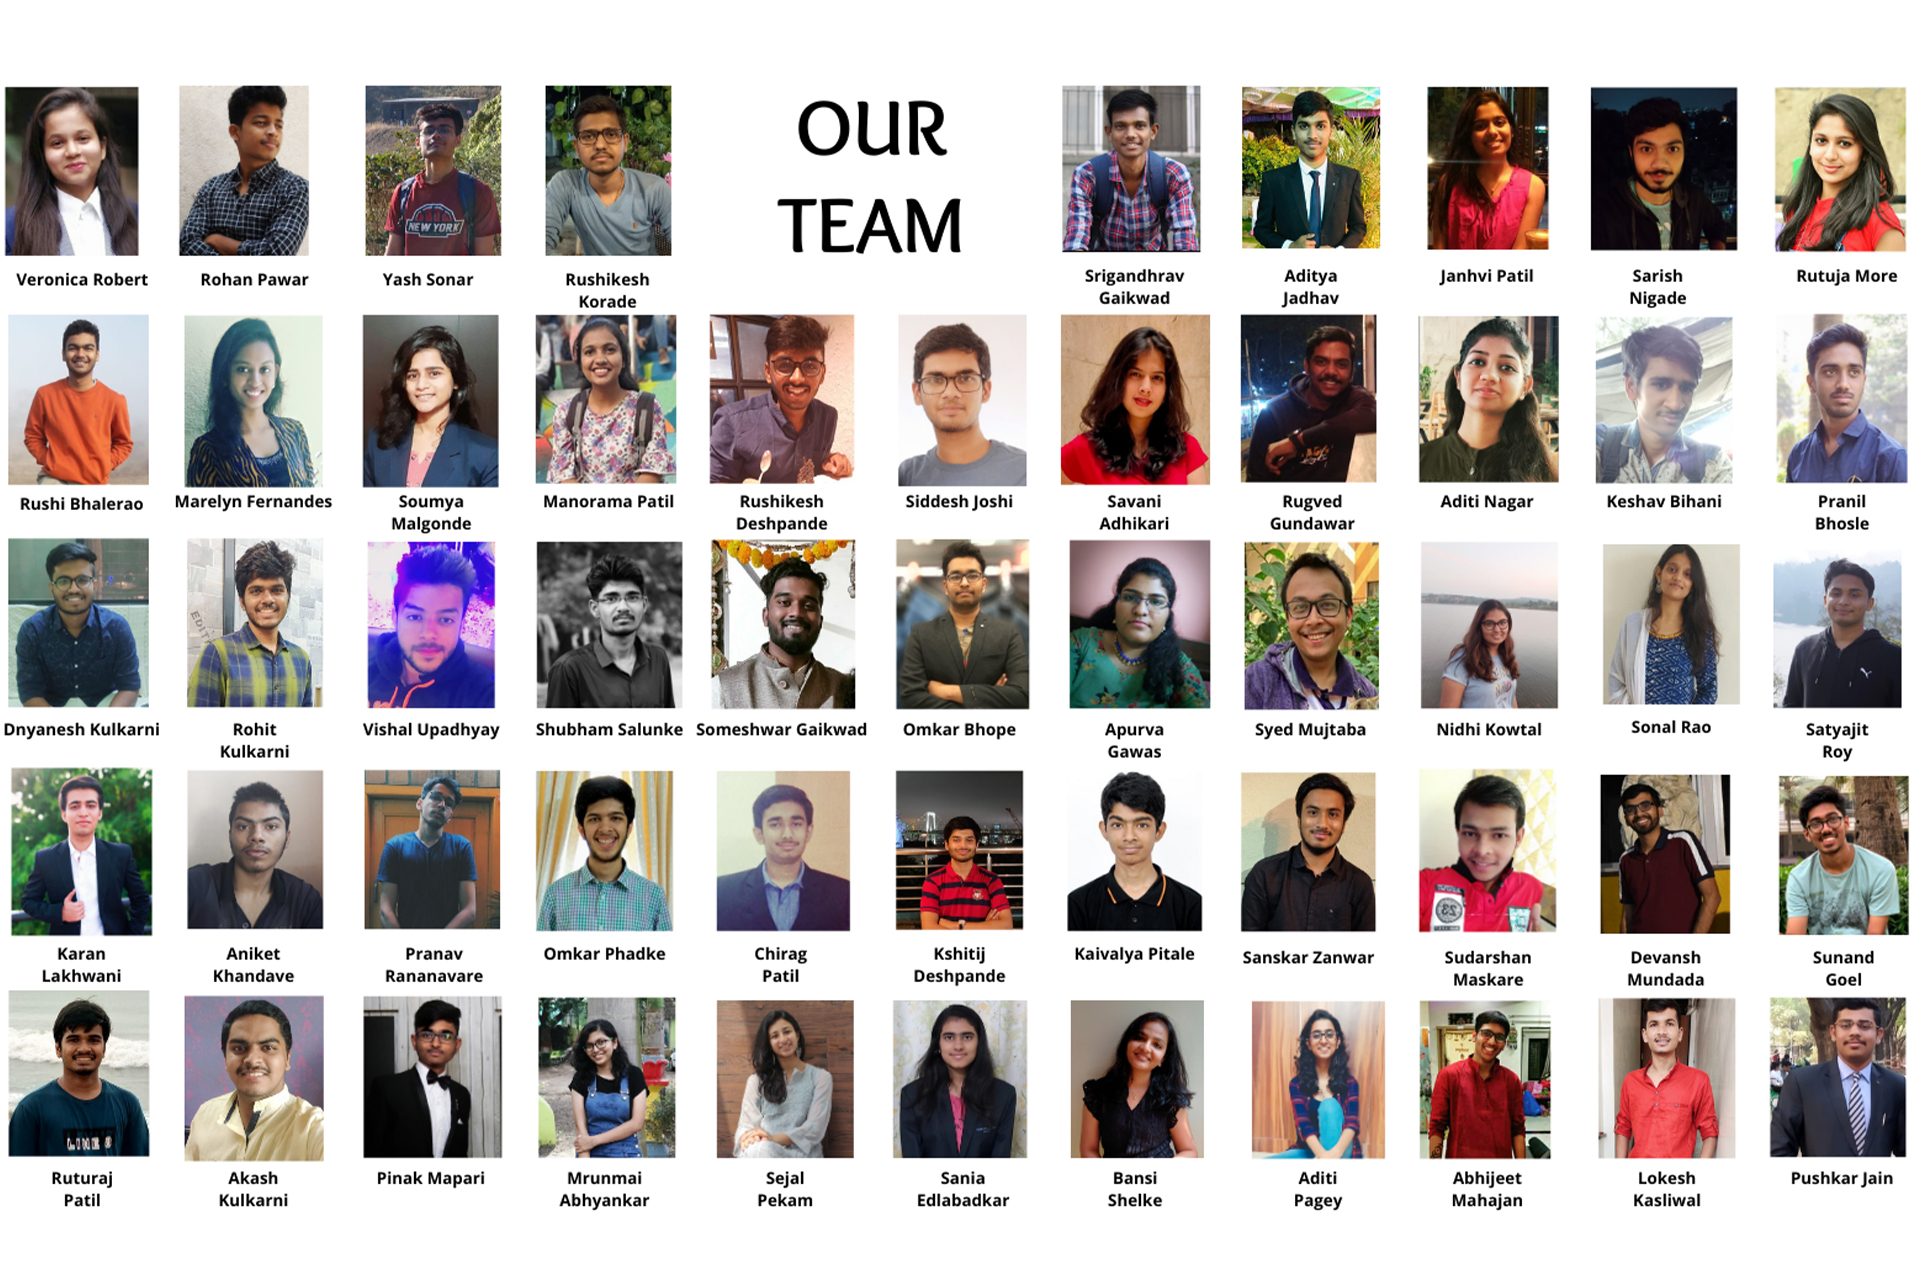 OUR
TEAM
Veronica Robert
Rohan Pawar
Yash Sonar
Rushikesh
Korade
Srigandhrav
Gaikwad
Aditya
Jadhav
Janhvi Patil
Sarish
Nigade
Rutuja More
NEW YORK
Rushi Bhalerao
Marelyn Fernandes
Soumya
Malgonde
Manorama Patil
Rushikesh
Deshpande
Siddesh Joshi
Savani
Adhikari
Rugved
Gundawar
Aditi Nagar
Keshav Bihani
Pranil
Bhosle
Dnyanesh Kulkarni
Rohit
Kulkarni
Vishal Upadhyay
Shubham Salunke
Someshwar Gaikwad
Omkar Bhope
Apurva
Gawas
Syed Mujtaba
Nidhi Kowtal
Sonal Rao
Satyajit
Roy
Karan
Lakhwani
Aniket
Khandave
Pranav
Rananavare
Omkar Phadke
Chirag
Patil
Kshitij
Deshpande
Kaivalya Pitale
Sanskar Zanwar
Sudarshan
Maskare
Devansh
Mundada
Sunand
Goel
Ruturaj
Patil
Akash
Kulkarni
Pinak Mapari
Mrunmai
Abhyankar
Sejal
Pekam
Sania
Edlabadkar
Bansi
Shelke
Aditi
Pagey
Abhijeet
Mahajan
Lokesh
Kasliwal
Pushkar Jain